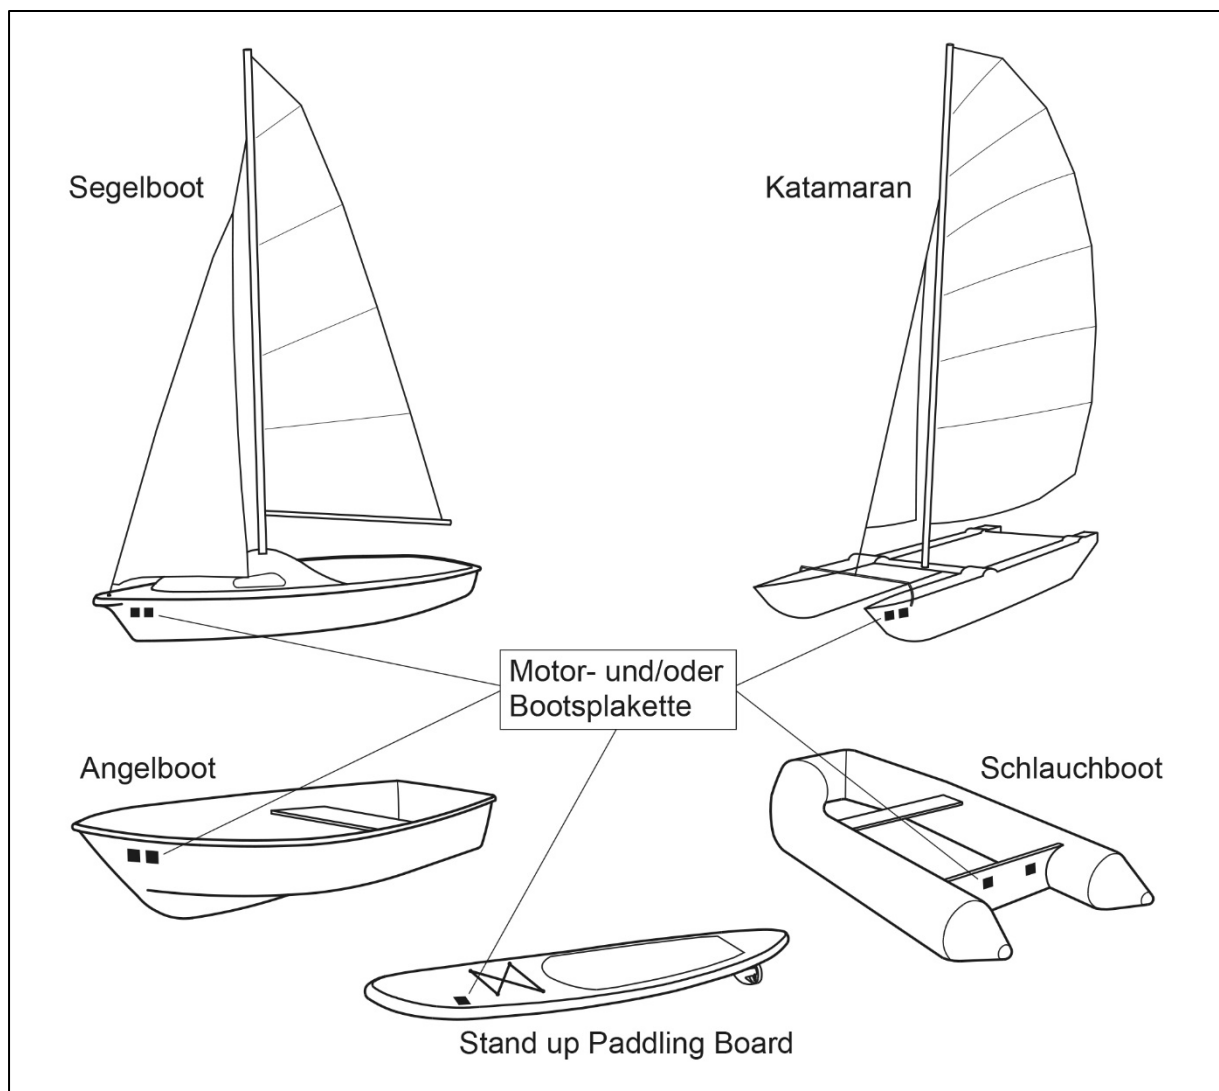 Segelboot
Katamaran
Motor- und/oder
Bootsplakette
Angelboot
Schlauchboot
Stand up Paddling Board